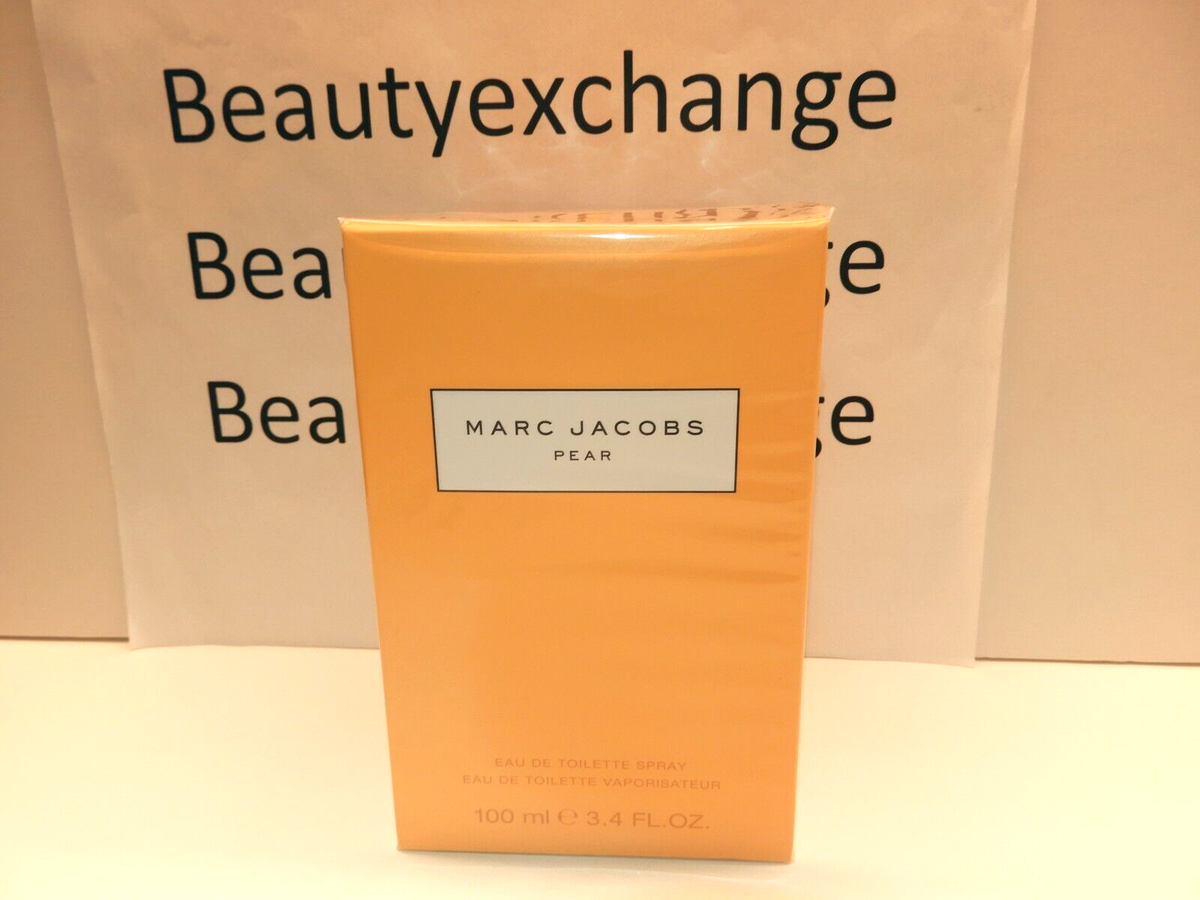 Beautyexchange
Bea
ge
Bea
ge
MARC JACOBS
PEAR
EAU DE TOILETTE SPRAY
EAU DE TOILETTE VAPORISATEUR
100 ml ℮ 3.4 FL.OZ.